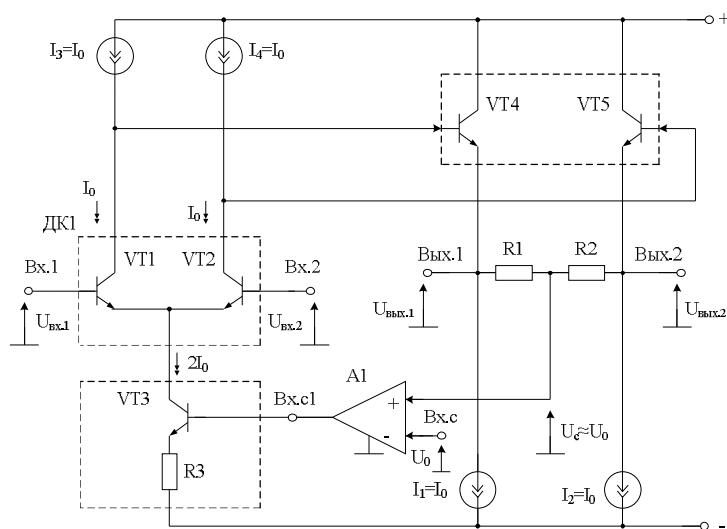 +
I₃=I₀
I₄=I₀
VT4
VT5
I₀
I₀
ДК1
VT1
VT2
Вх.1
Вх.2
Вых.1
R1
R2
Вых.2
Uвх.1
Uвх.2
Uвых.1
Uвых.2
2I₀
A1
VT3
Вх.с1
+
Вх.с
-
U₀
Uс≈U₀
R3
I₁=I₀
I₂=I₀
-